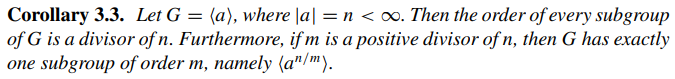 Corollary 3.3. Let G = ⟨a⟩, where |a| = n < ∞. Then the order of every subgroup
of G is a divisor of n. Furthermore, if m is a positive divisor of n, then G has exactly
one subgroup of order m, namely ⟨a^{n/m}⟩.